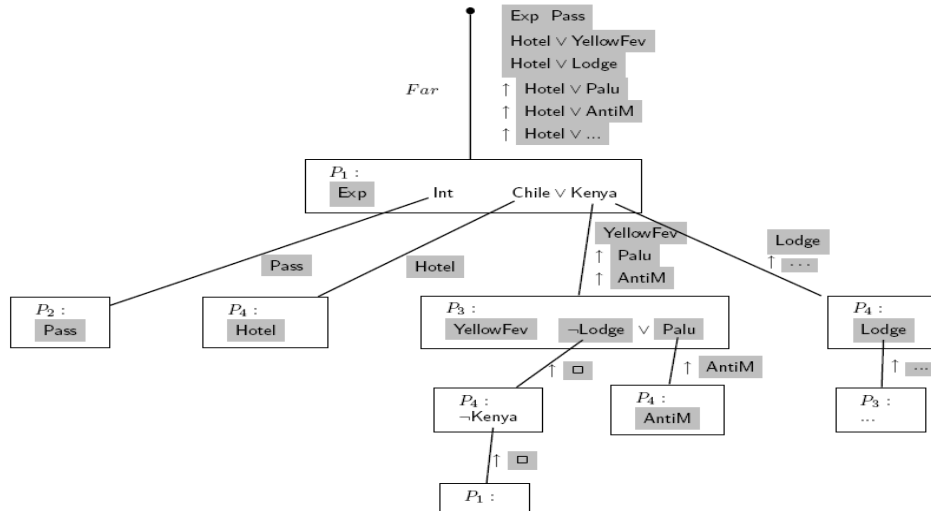 Exp Pass
Hotel ∨ YellowFev
Hotel ∨ Lodge
Far
↑ Hotel ∨ Palu
↑ Hotel ∨ AntiM
↑ Hotel ∨ ...
P₁ :
Exp Int Chile ∨ Kenya
YellowFev
Lodge
Pass
Hotel
↑ Palu
↑ ...
↑ AntiM
P₂ :
Pass
P₄ :
Hotel
P₃ :
YellowFev ¬Lodge ∨ Palu
P₄ :
Lodge
↑ □
↑ AntiM
↑ ...
P₄ :
¬Kenya
P₄ :
AntiM
P₃ :
...
↑ □
P₁ :